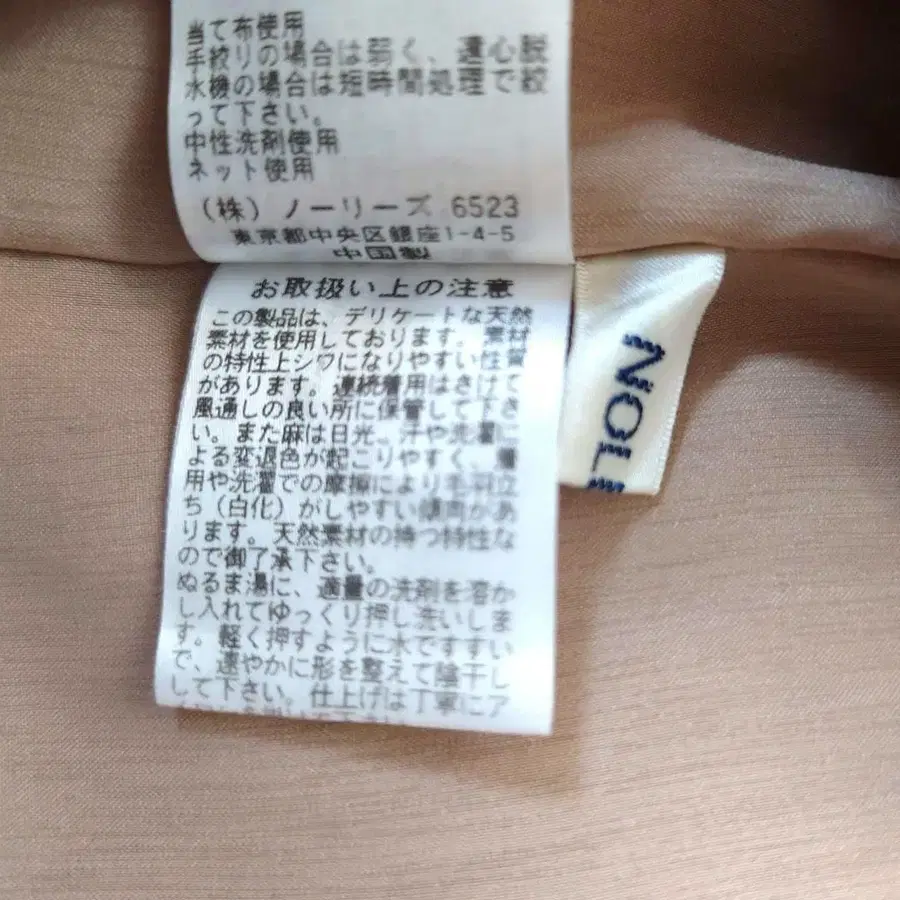 当て布使用
手絞りの場合は弱く、遠心脱
水機の場合は短時間処理で絞
って下さい。
中性洗剤使用
ネット使用
(株) ノーリーズ 6523
東京都中央区銀座1-4-5
中国製
お取扱い上の注意
この製品は、デリケートな天然
素材を使用しております。素材
の特性上シワになりやすい性質
があります。連続着用はさけて
風通しの良い所に保管して下さ
い。また麻は日光、汗や洗濯に
よる変退色が起こりやすく、着
用や洗濯での摩擦により毛羽立
ち(白化)がしやすい傾向があ
ります。天然素材の持つ特性な
ので御了承下さい。
ぬるま湯に、適量の洗剤を溶か
し入れてゆっくり押し洗いしま
す。軽く押すように水ですすい
で、速やかに形を整えて陰干し
して下さい。仕上げは丁寧にア
NOL